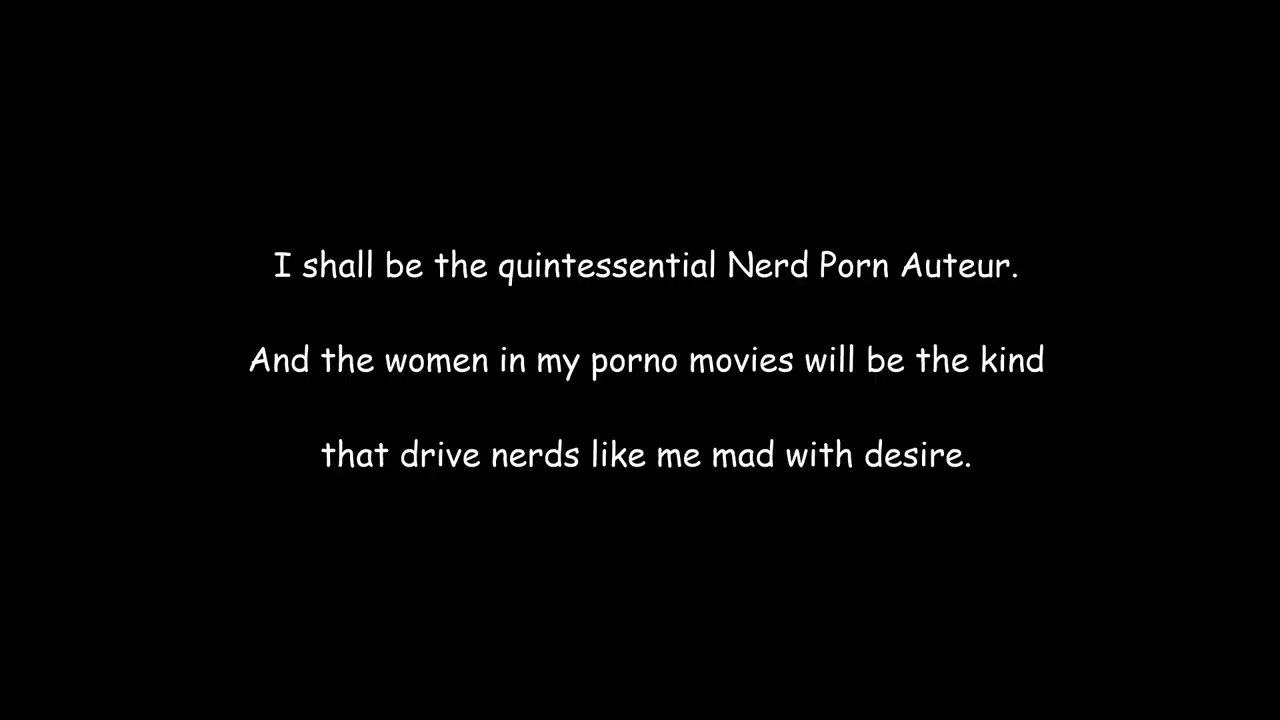 I shall be the quintessential Nerd Porn Auteur.
And the women in my porno movies will be the kind
that drive nerds like me mad with desire.